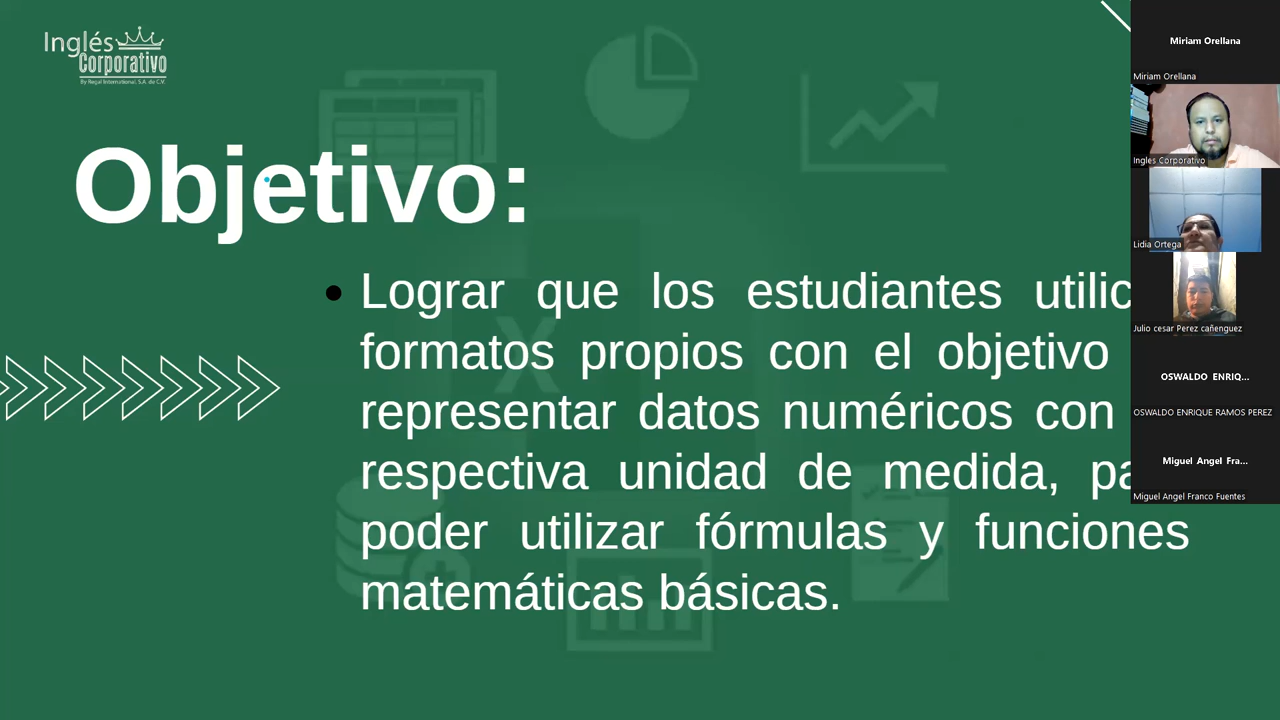 Inglés
Corporativo
By Regal International, S.A. de C.V.
Objetivo:
• Lograr que los estudiantes utilic
formatos propios con el objetivo
representar datos numéricos con
respectiva unidad de medida, pa
poder utilizar fórmulas y funciones
matemáticas básicas.
Miriam Orellana
Miriam Orellana
Ingles Corporativo
Lidia Ortega
Julio cesar Perez cañenguez
OSWALDO ENRIQ...
OSWALDO ENRIQUE RAMOS PEREZ
Miguel Angel Fra...
Miguel Angel Franco Fuentes